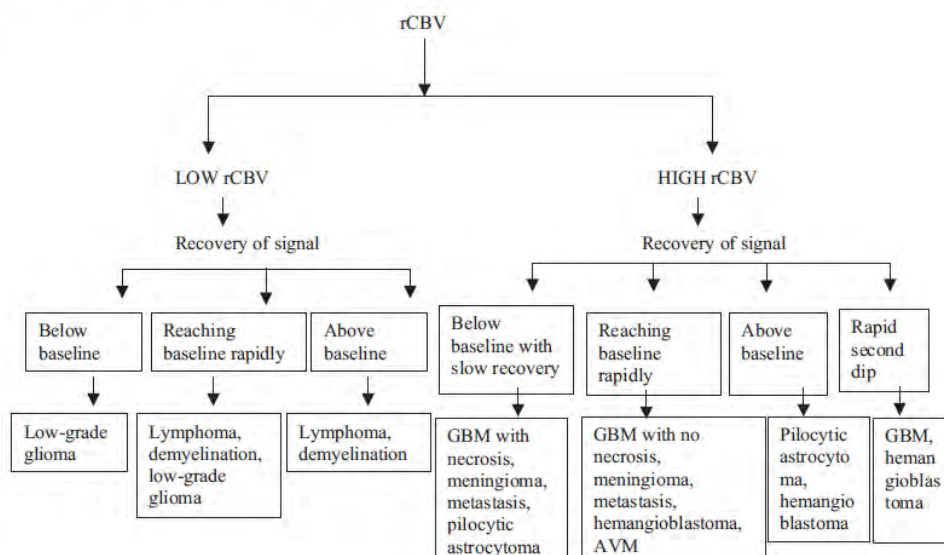 rCBV
LOW rCBV
HIGH rCBV
Recovery of signal
Recovery of signal
Below
baseline
Reaching
baseline rapidly
Above
baseline
Below
baseline with
slow recovery
Reaching
baseline
rapidly
Above
baseline
Rapid
second
dip
Low-grade
glioma
Lymphoma,
demyelination,
low-grade
glioma
Lymphoma,
demyelination
GBM with
necrosis,
meningioma,
metastasis,
pilocytic
astrocytoma
GBM with no
necrosis,
meningioma,
metastasis,
hemangioblastoma,
AVM
Pilocytic
astrocyto
ma,
hemangio
blastoma
GBM,
heman
gioblas
toma